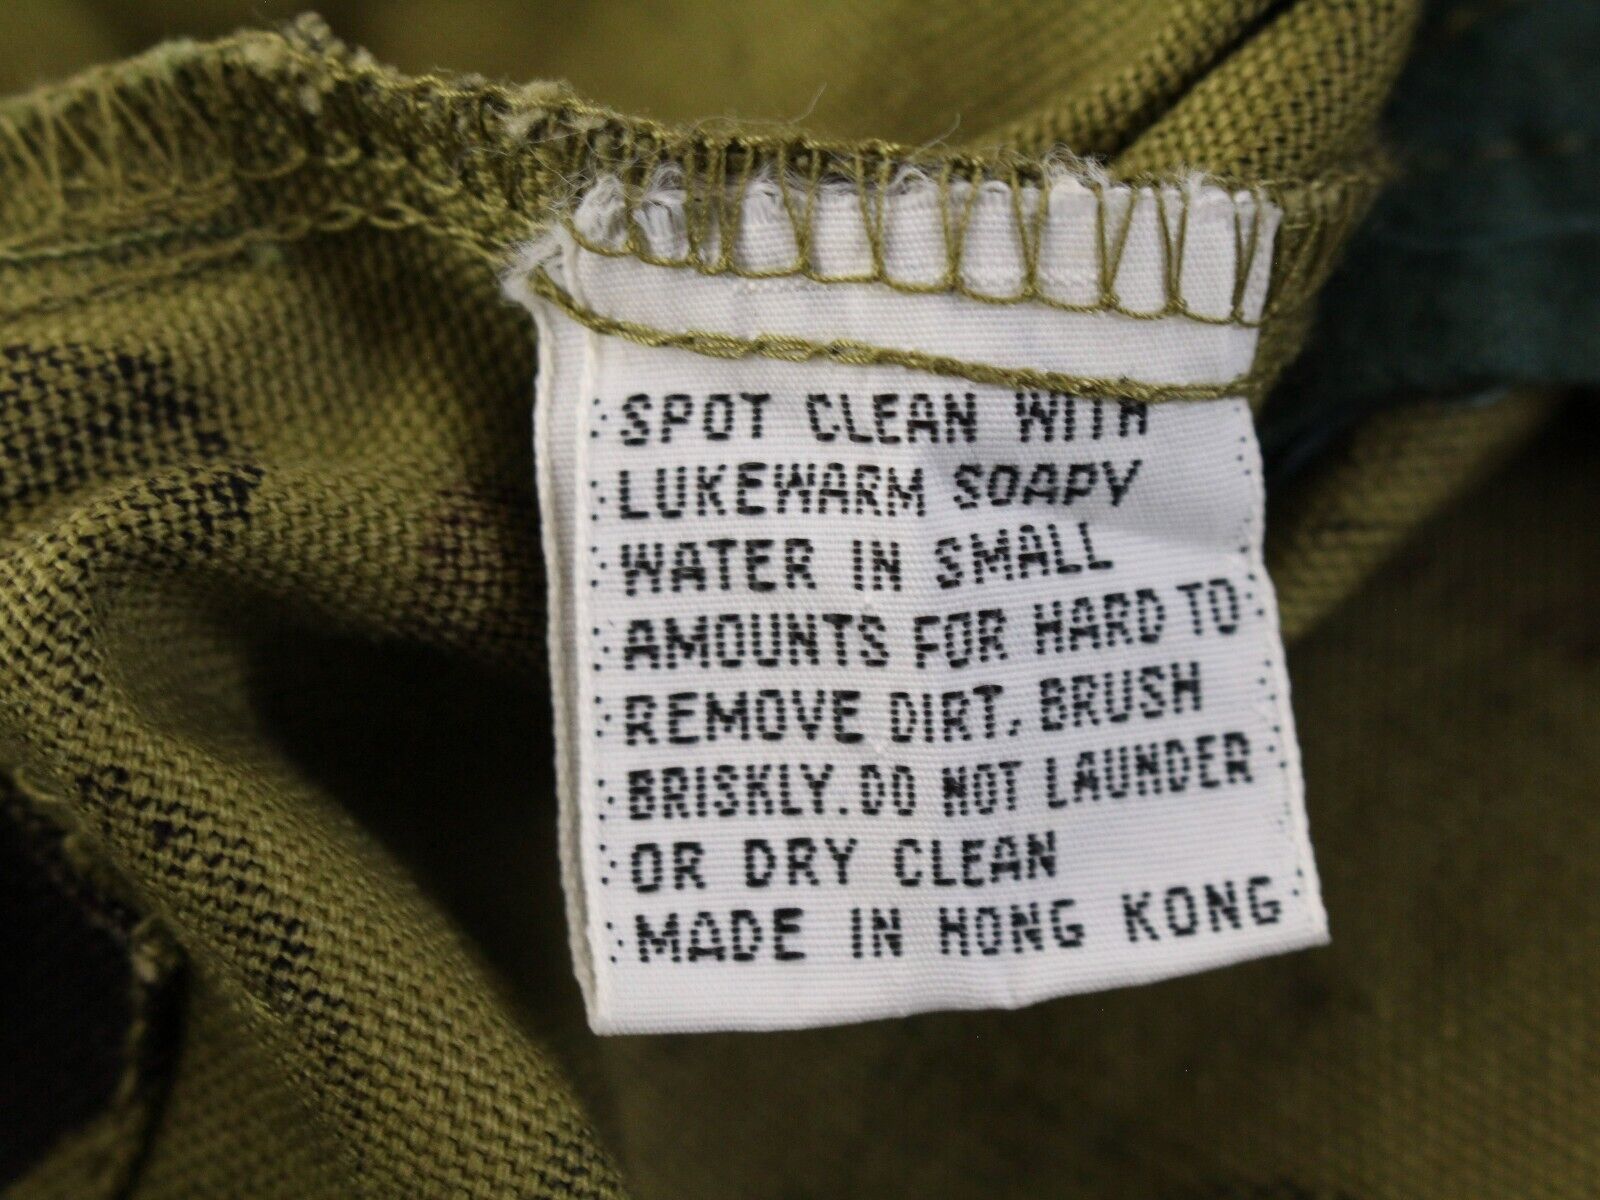 SPOT CLEAN WITH
LUKEWARM SOAPY
WATER IN SMALL
AMOUNTS FOR HARD TO
REMOVE DIRT, BRUSH
BRISKLY. DO NOT LAUNDER
OR DRY CLEAN
MADE IN HONG KONG